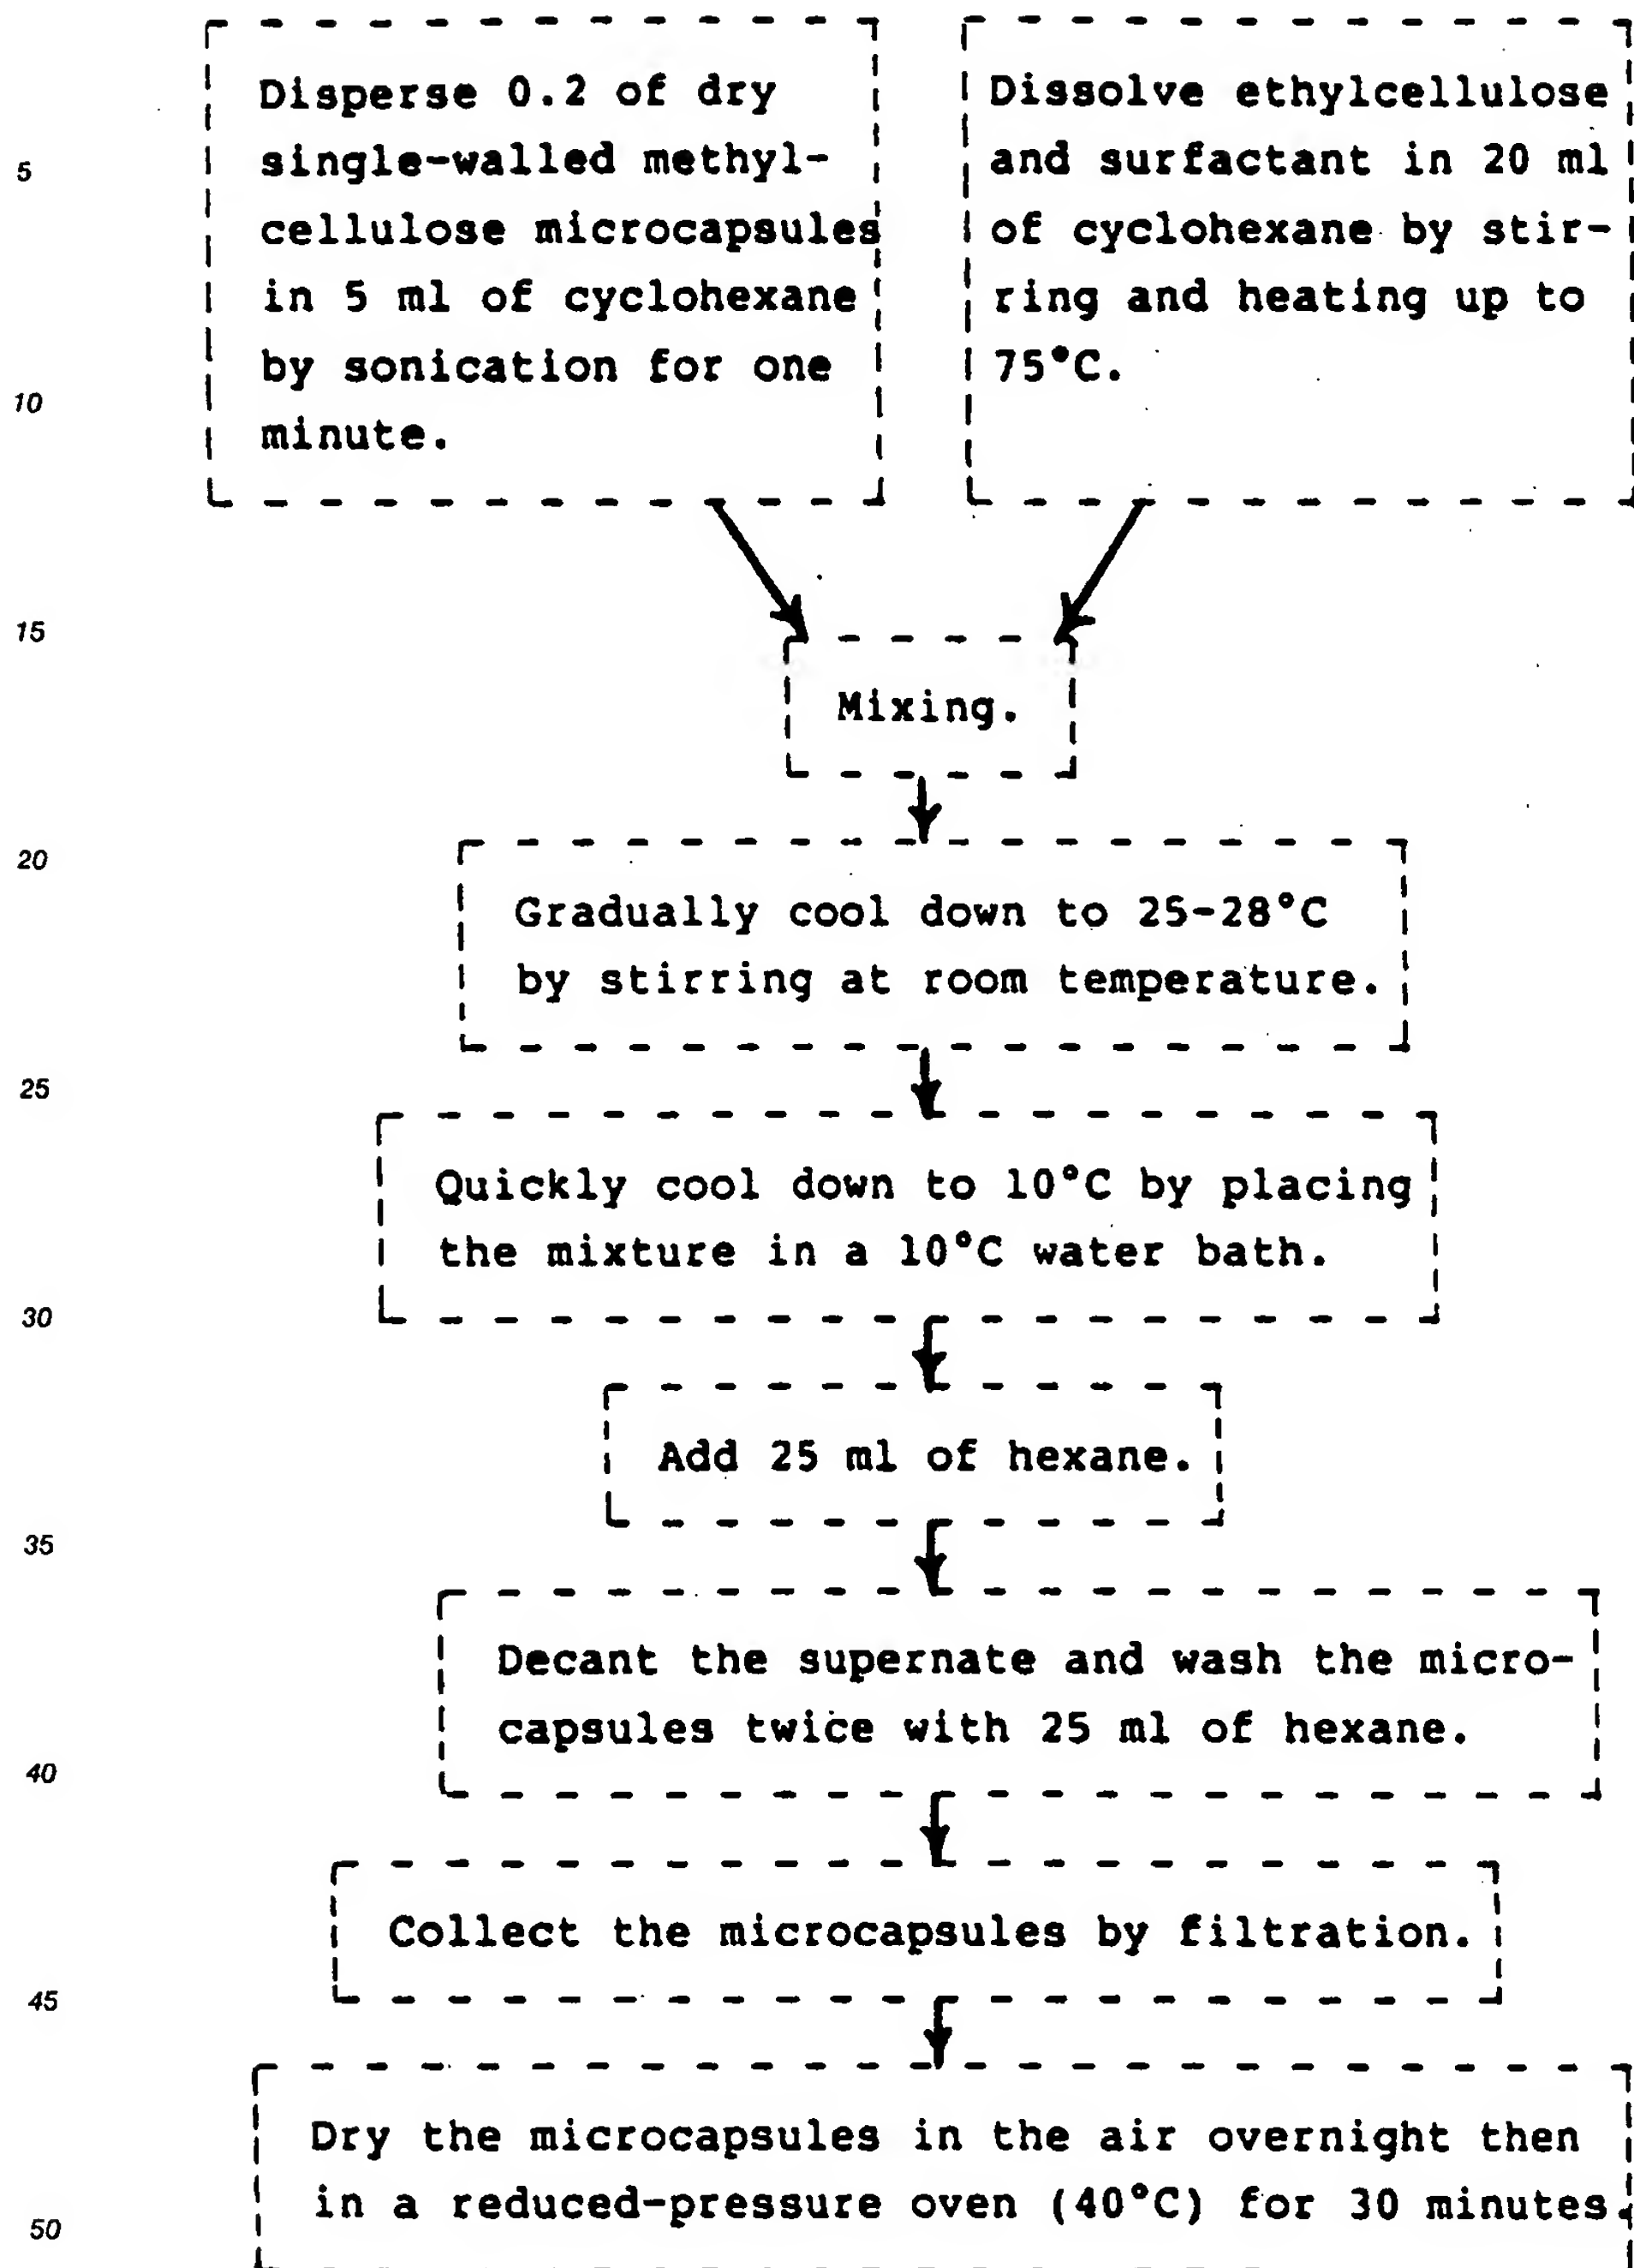 Disperse 0.2 of dry
single-walled methyl-
cellulose microcapsules
in 5 ml of cyclohexane
by sonication for one
minute.
Dissolve ethylcellulose
and surfactant in 20 ml
of cyclohexane by stir-
ring and heating up to
75°C.
5
10
15
Mixing.
20
Gradually cool down to 25-28°C
by stirring at room temperature.
25
Quickly cool down to 10°C by placing
the mixture in a 10°C water bath.
30
Add 25 ml of hexane.
35
Decant the supernate and wash the micro-
capsules twice with 25 ml of hexane.
40
Collect the microcapsules by filtration.
45
Dry the microcapsules in the air overnight then
in a reduced-pressure oven (40°C) for 30 minutes.
50